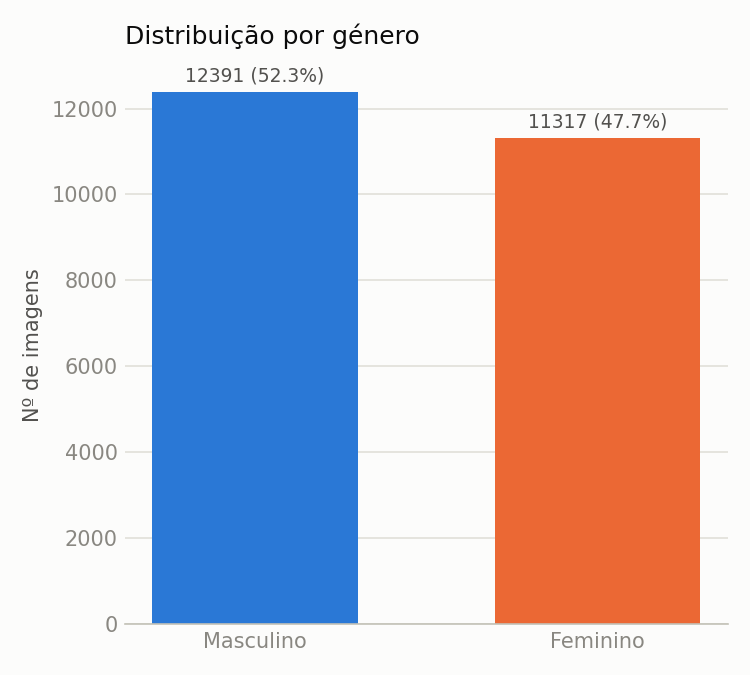 Distribuição por género
12391 (52.3%)
11317 (47.7%)
12000
10000
8000
6000
4000
2000
0
Nº de imagens
Masculino
Feminino